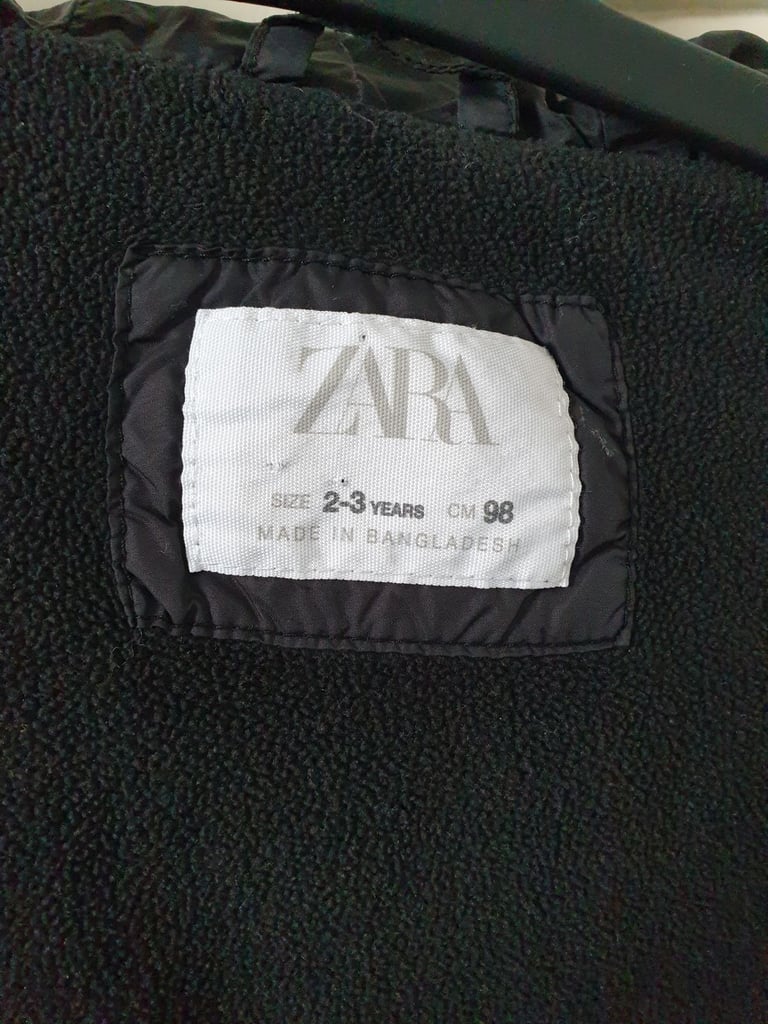 ZARA
SIZE 2-3 YEARS CM 98
MADE IN BANGLADESH